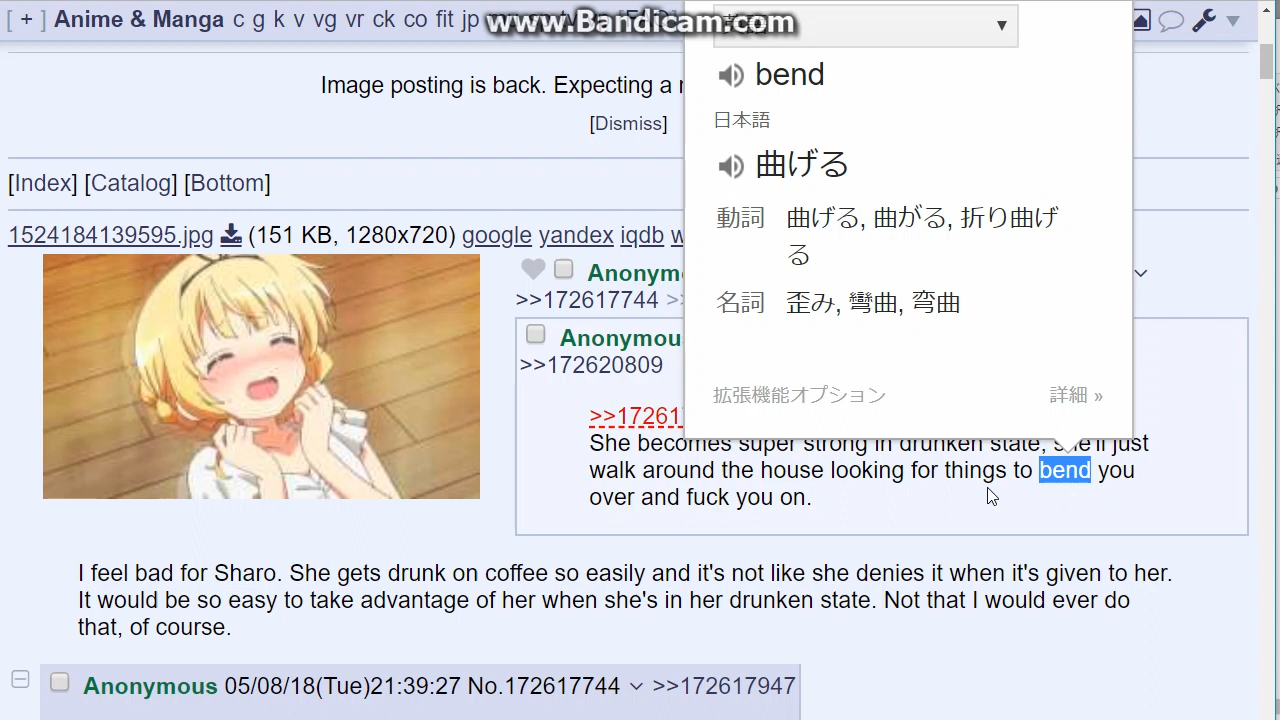 [ + ] Anime & Manga c g k v vg vr ck co fit jp
www.Bandicam.com
▼
Image posting is back. Expecting a
[Dismiss]
bend
日本語
曲げる
動詞 曲げる, 曲がる, 折り曲げ
る
名詞 歪み, 彎曲, 弯曲
拡張機能オプション 詳細 »
[Index] [Catalog] [Bottom]
1524184139595.jpg (151 KB, 1280x720) google yandex iqdb w
Anonym
>>172617744 >>
Anonymou
>>172620809
>>17261
She becomes super strong in drunken state, she'll just
walk around the house looking for things to bend you
over and fuck you on.
I feel bad for Sharo. She gets drunk on coffee so easily and it's not like she denies it when it's given to her.
It would be so easy to take advantage of her when she's in her drunken state. Not that I would ever do
that, of course.
Anonymous 05/08/18(Tue)21:39:27 No.172617744 >>172617947